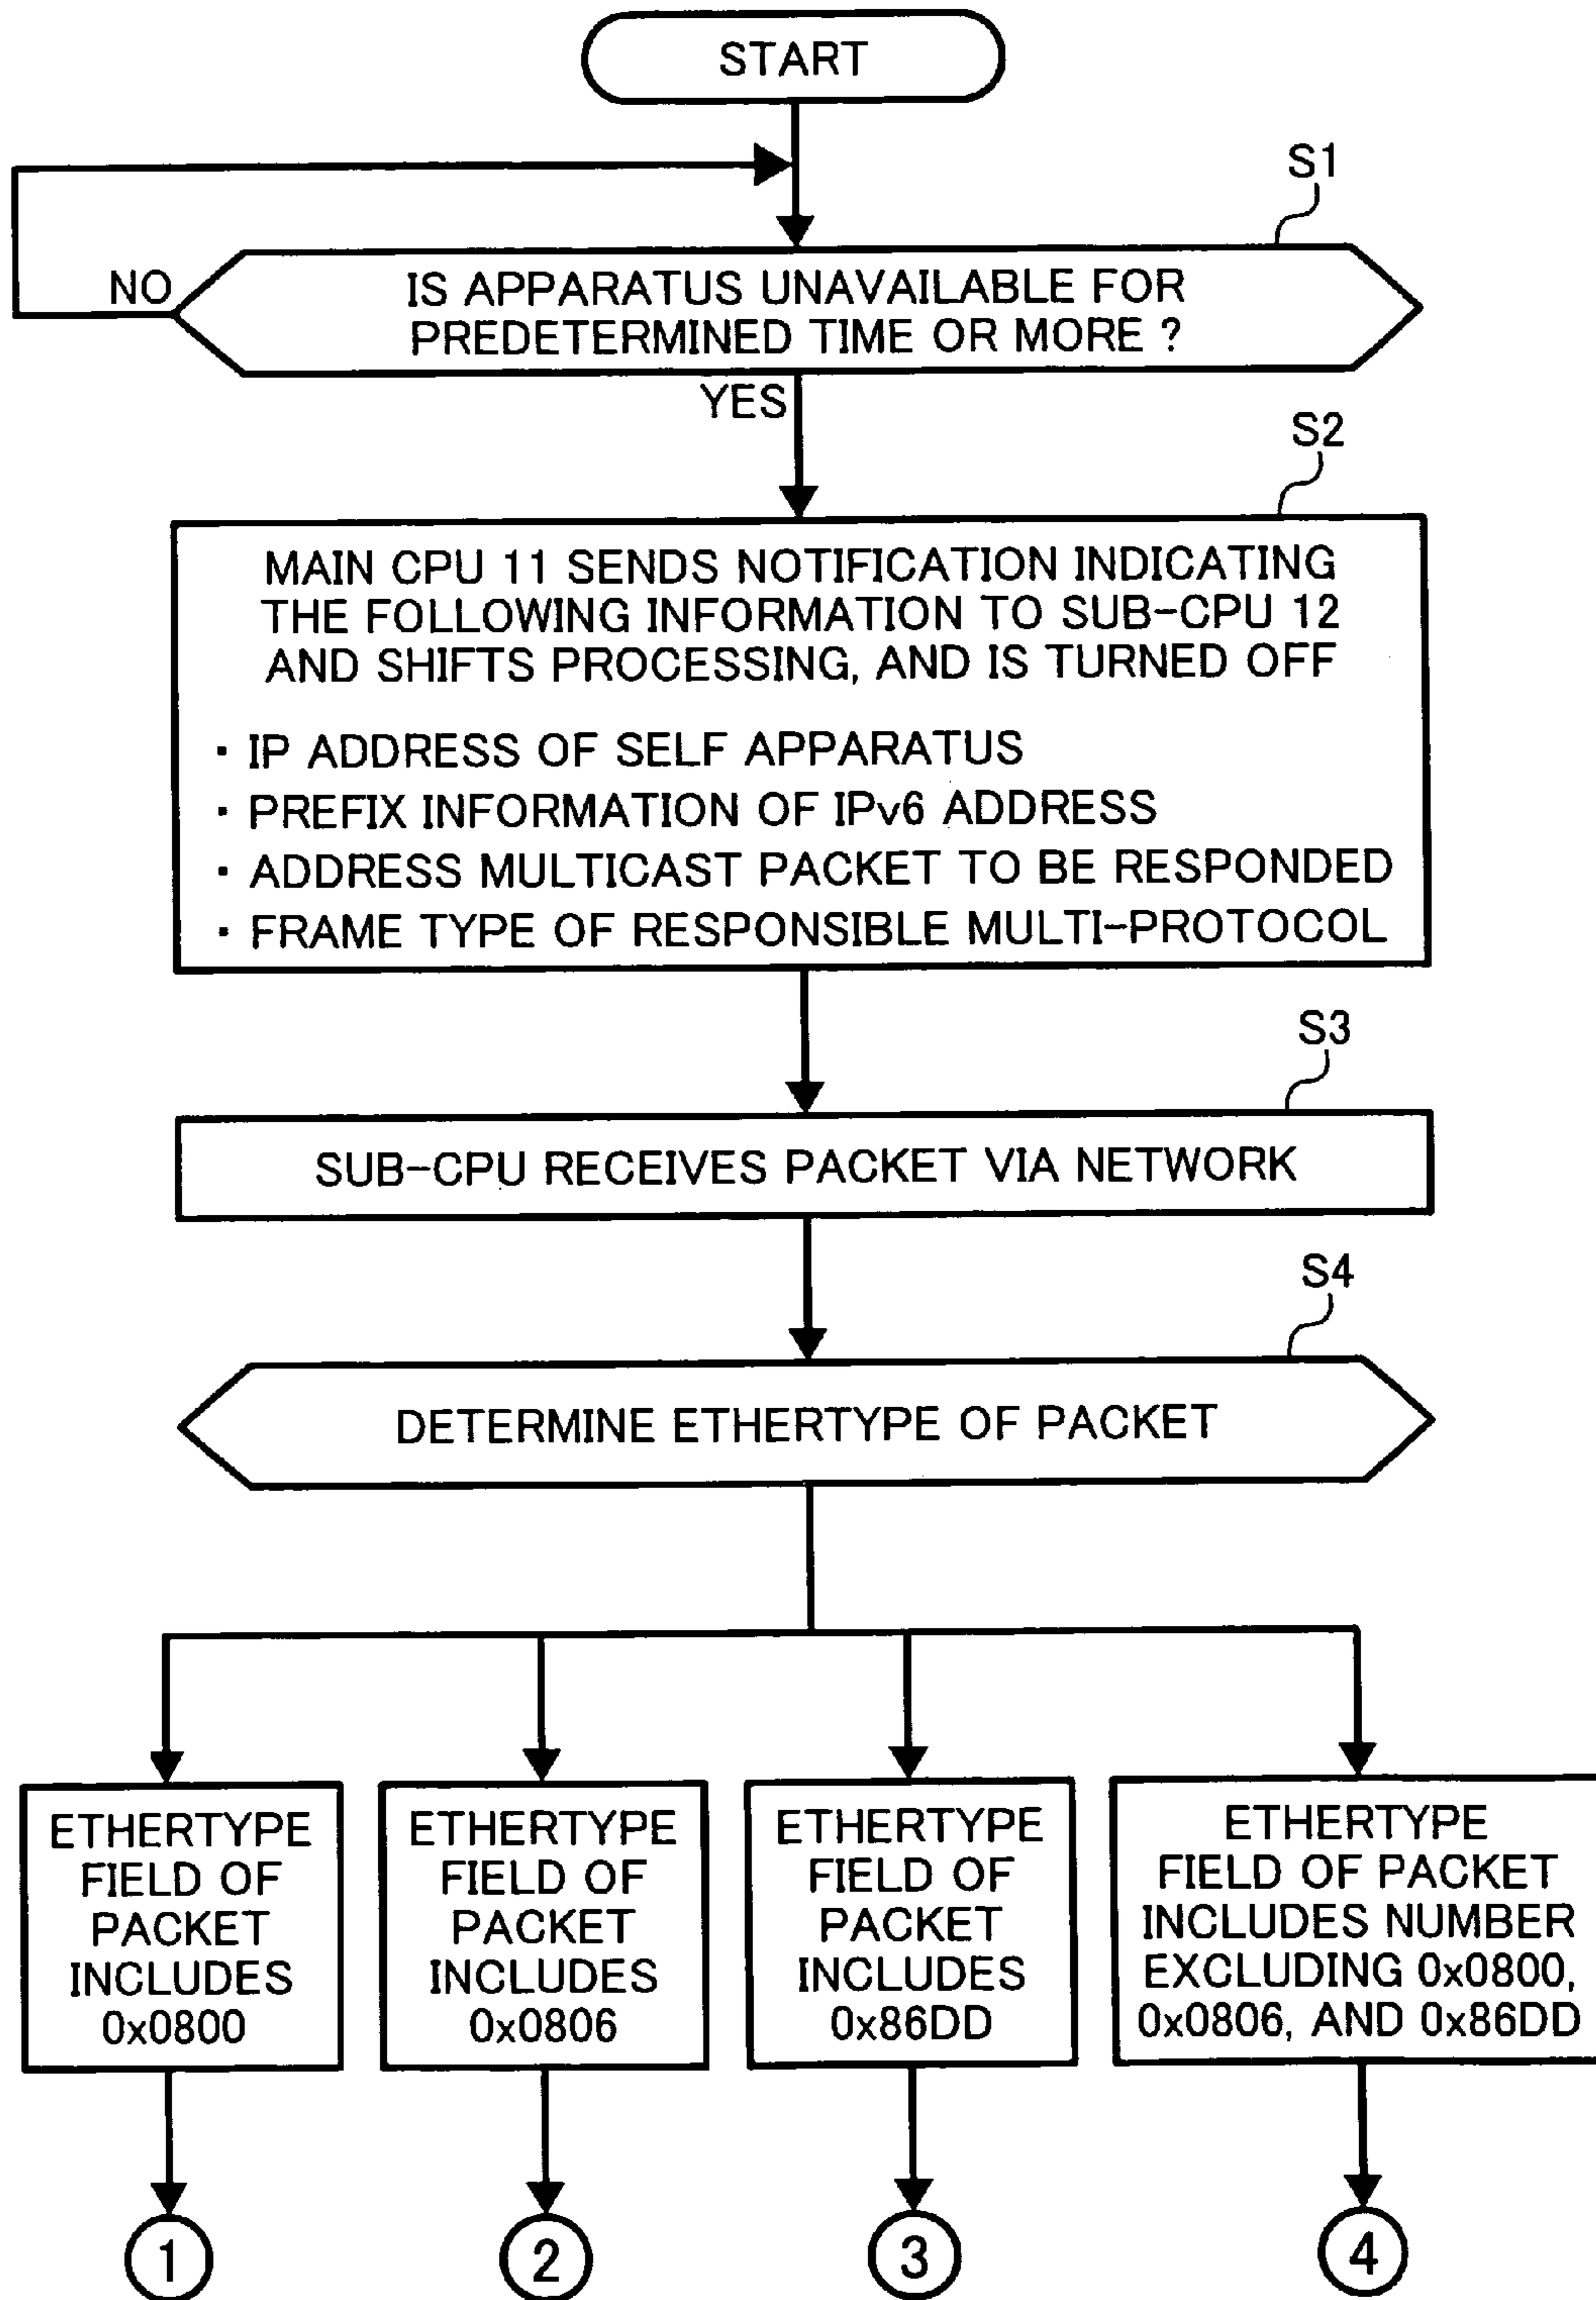 START
S1
NO
IS APPARATUS UNAVAILABLE FOR
PREDETERMINED TIME OR MORE ?
YES
S2
MAIN CPU 11 SENDS NOTIFICATION INDICATING
THE FOLLOWING INFORMATION TO SUB-CPU 12
AND SHIFTS PROCESSING, AND IS TURNED OFF
・IP ADDRESS OF SELF APPARATUS
・PREFIX INFORMATION OF IPv6 ADDRESS
・ADDRESS MULTICAST PACKET TO BE RESPONDED
・FRAME TYPE OF RESPONSIBLE MULTI-PROTOCOL
S3
SUB-CPU RECEIVES PACKET VIA NETWORK
S4
DETERMINE ETHERTYPE OF PACKET
ETHERTYPE
FIELD OF
PACKET
INCLUDES
0x0800
ETHERTYPE
FIELD OF
PACKET
INCLUDES
0x0806
ETHERTYPE
FIELD OF
PACKET
INCLUDES
0x86DD
ETHERTYPE
FIELD OF PACKET
INCLUDES NUMBER
EXCLUDING 0x0800,
0x0806, AND 0x86DD
1
2
3
4